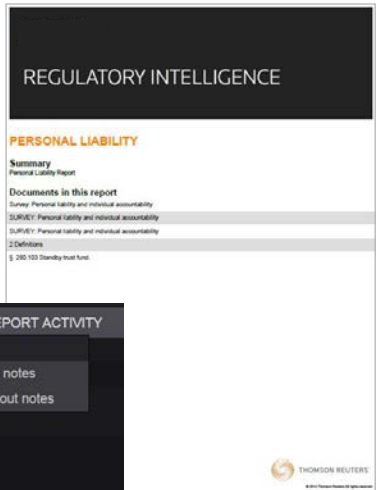 REGULATORY INTELLIGENCE
PERSONAL LIABILITY
Summary
Personal Liability Report
Documents in this report
Survey: Personal liability and individual accountability
SURVEY: Personal liability and individual accountability
SURVEY: Personal liability and individual accountability
2 Definitions
§ 280.103 Standby trust fund.
EPORT ACTIVITY
notes
out notes
THOMSON REUTERS